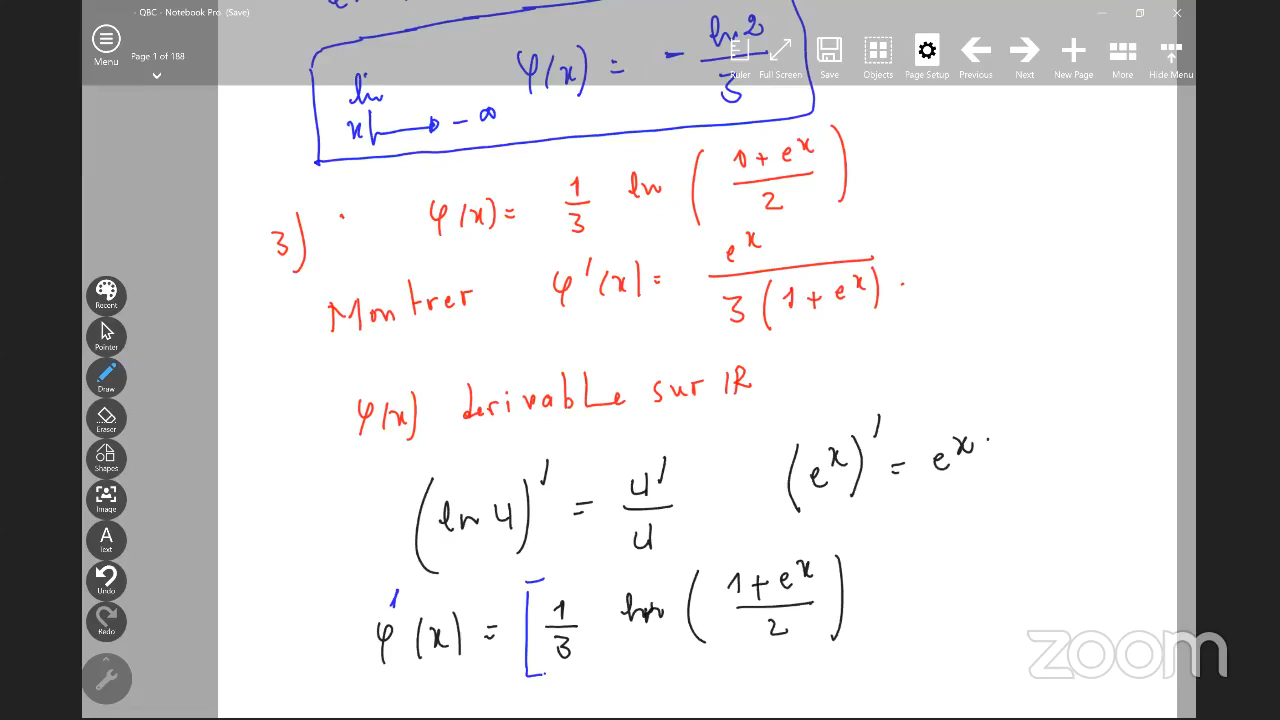 QBC - Notebook Pro (Save)
Menu
Page 1 of 188
Ruler Full Screen Save Objects Page Setup Previous Next New Page More Hide Menu
lim φ(x) = - ln 2 / 3
x → - ∞
3) φ(x) = 1/3 ln ( (1 + e^x) / 2 )
Montrer φ'(x) = e^x / ( 3 (1 + e^x) ).
φ(x) derivable sur IR
(ln u)' = u' / u (e^x)' = e^x.
φ'(x) = [ 1/3 ln ( (1 + e^x) / 2 )
Recent
Pointer
Draw
Eraser
Shapes
Image
Text
Undo
Redo
zoom